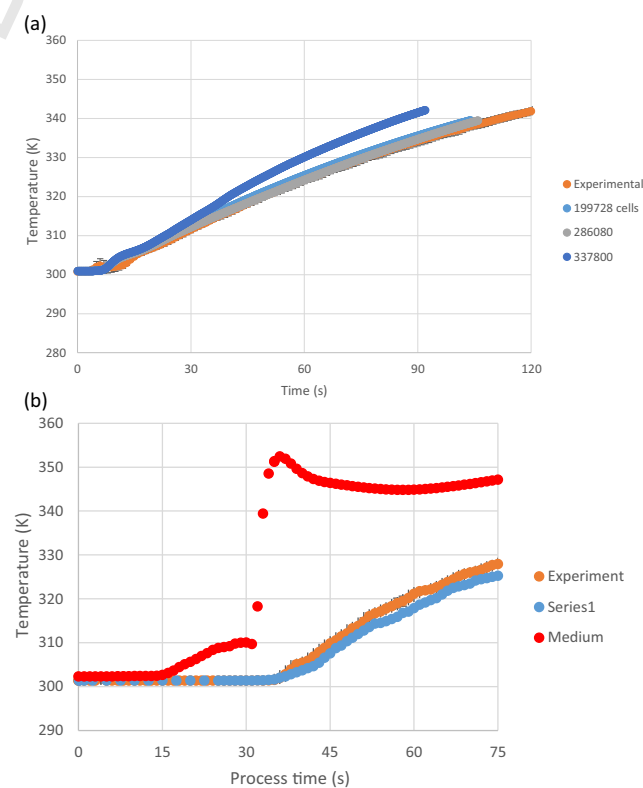 (a)
360
350
340
330
320
310
300
290
280
Temperature (K)
0 30 60 90 120
Time (s)
Experimental
199728 cells
286080
337800
(b)
360
350
340
330
320
310
300
290
Temperature (K)
0 15 30 45 60 75
Process time (s)
Experiment
Series1
Medium